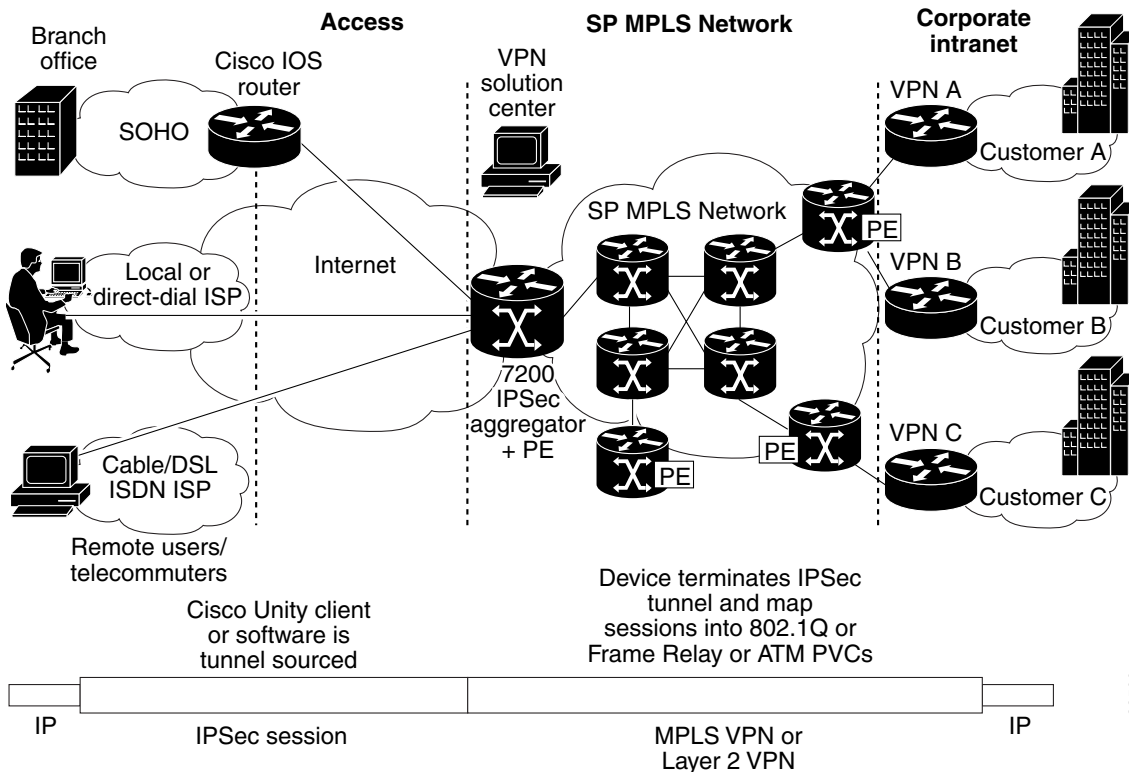 Access
SP MPLS Network
Corporate
intranet
Branch
office
Cisco IOS
router
VPN
solution
center
SOHO
VPN A
Customer A
SP MPLS Network
PE
Internet
Local or
direct-dial ISP
VPN B
Customer B
7200
IPSec
aggregator
+ PE
PE
PE
VPN C
Customer C
Cable/DSL
ISDN ISP
Remote users/
telecommuters
Cisco Unity client
or software is
tunnel sourced
Device terminates IPSec
tunnel and map
sessions into 802.1Q or
Frame Relay or ATM PVCs
IP
IPSec session
MPLS VPN or
Layer 2 VPN
IP